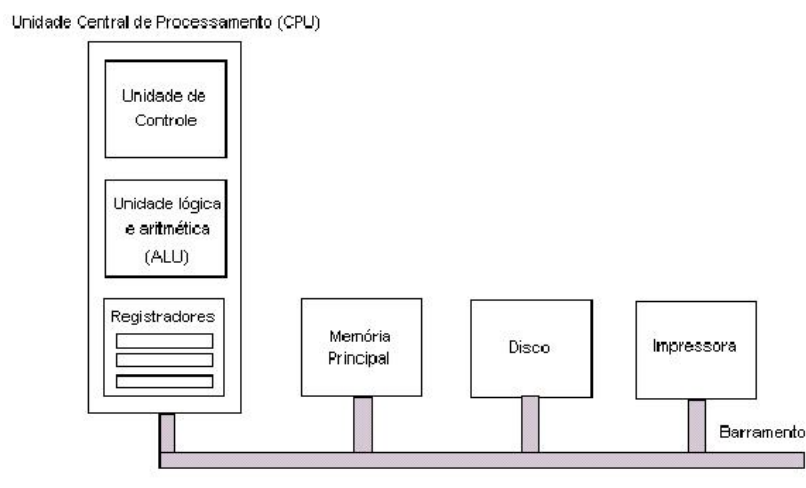 Unidade Central de Processamento (CPU)
Unidade de
Controle
Unidade lógica
e aritmética
(ALU)
Registradores
Memória
Principal
Disco
Impressora
Barramento